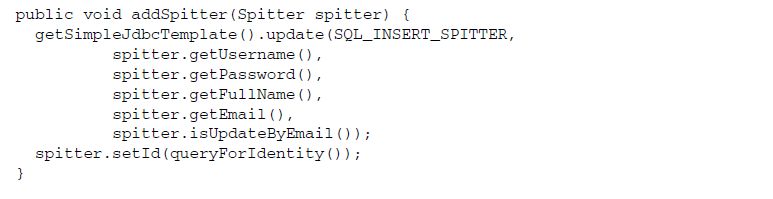 public void addSpitter(Spitter spitter) {
  getSimpleJdbcTemplate().update(SQL_INSERT_SPITTER,
          spitter.getUsername(),
          spitter.getPassword(),
          spitter.getFullName(),
          spitter.getEmail(),
          spitter.isUpdateByEmail());
  spitter.setId(queryForIdentity());
}